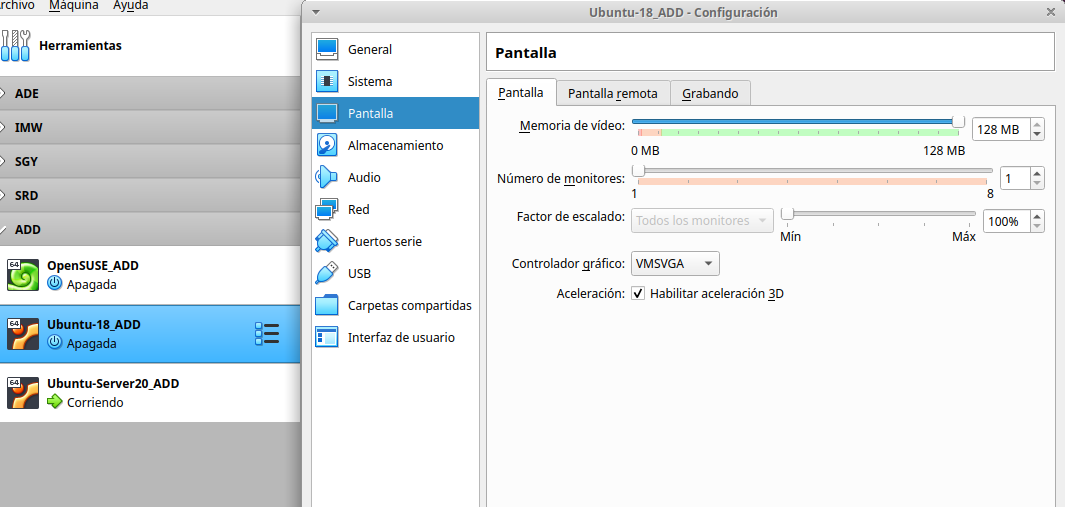 rchivo Máquina Ayuda
Ubuntu-18_ADD - Configuración
Herramientas
ADE
IMW
SGY
SRD
ADD
64
OpenSUSE_ADD
Apagada
64
Ubuntu-18_ADD
Apagada
64
Ubuntu-Server20_ADD
Corriendo
General
Sistema
Pantalla
Almacenamiento
Audio
Red
Puertos serie
USB
Carpetas compartidas
Interfaz de usuario
Pantalla
Pantalla Pantalla remota Grabando
Memoria de vídeo: 128 MB
0 MB 128 MB
Número de monitores: 1
1 8
Factor de escalado: Todos los monitores 100%
Mín Máx
Controlador gráfico: VMSVGA
Aceleración: Habilitar aceleración 3D